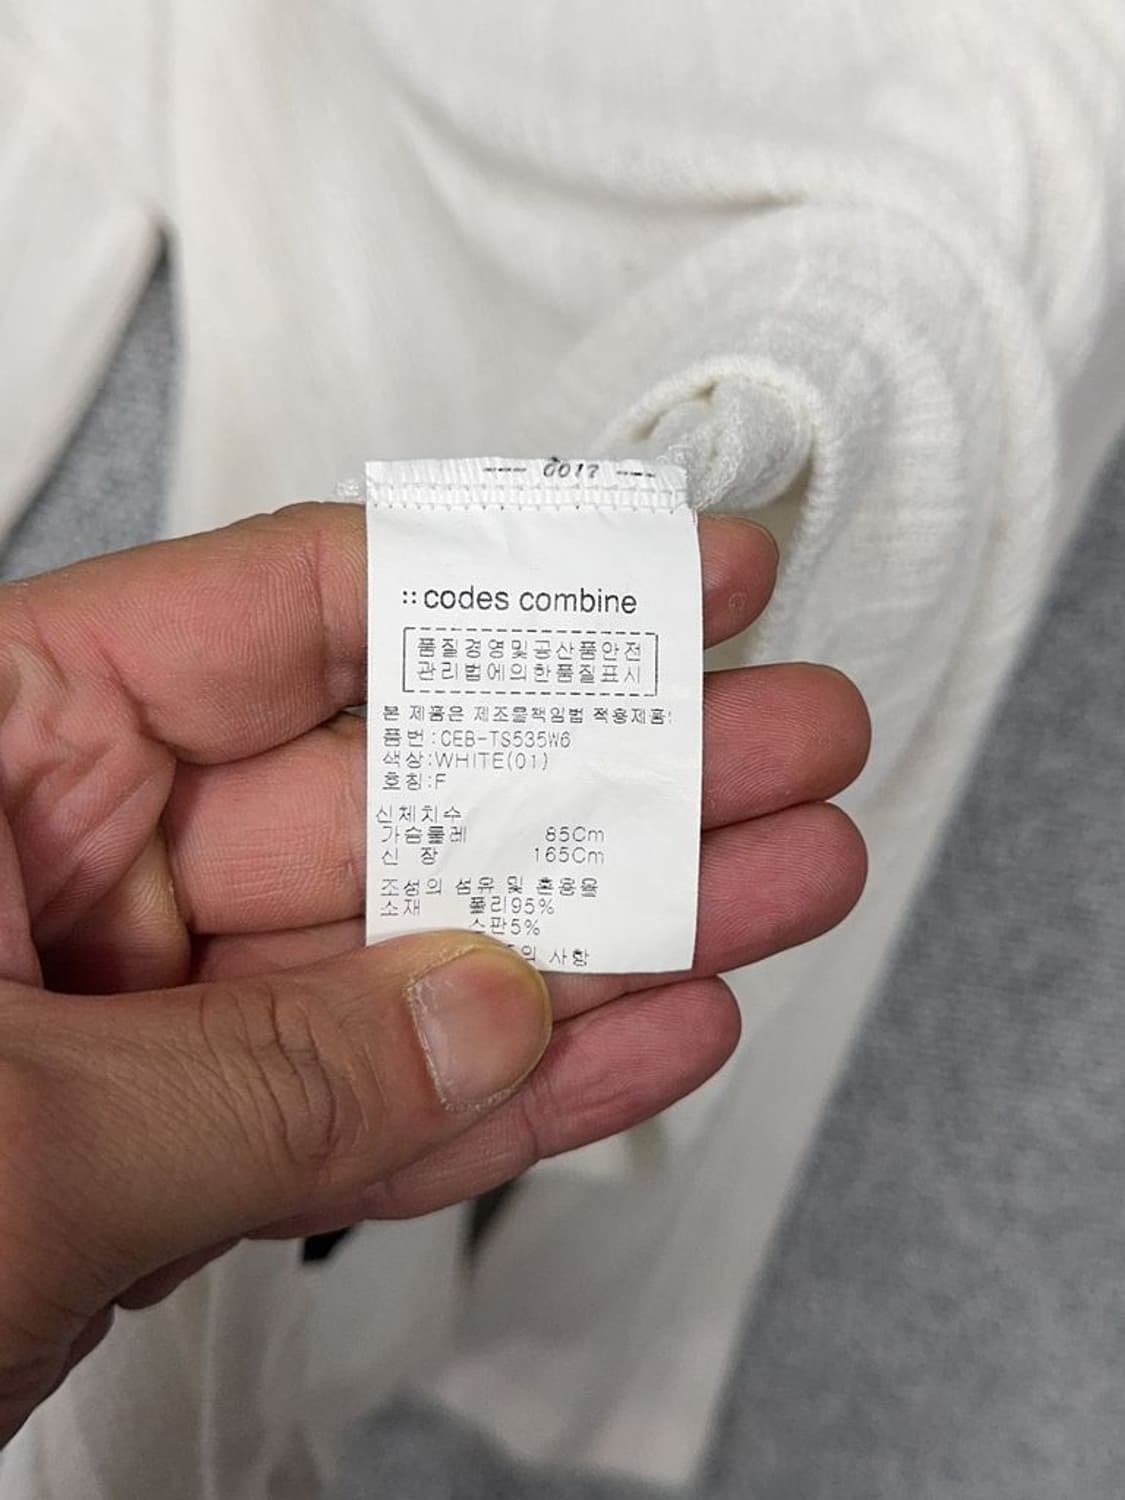 --- 0017 ---
::codes combine
품질경영및공산품안전
관리법에의한품질표시
본 제품은 제조물책임법 적용제품
품번:CEB-TS535W6
색상:WHITE(01)
호칭:F
신체치수
가슴둘레 85Cm
신 장 165Cm
조성의 섬유 및 혼용율
소재 폴리95%
스판5%
의 사항